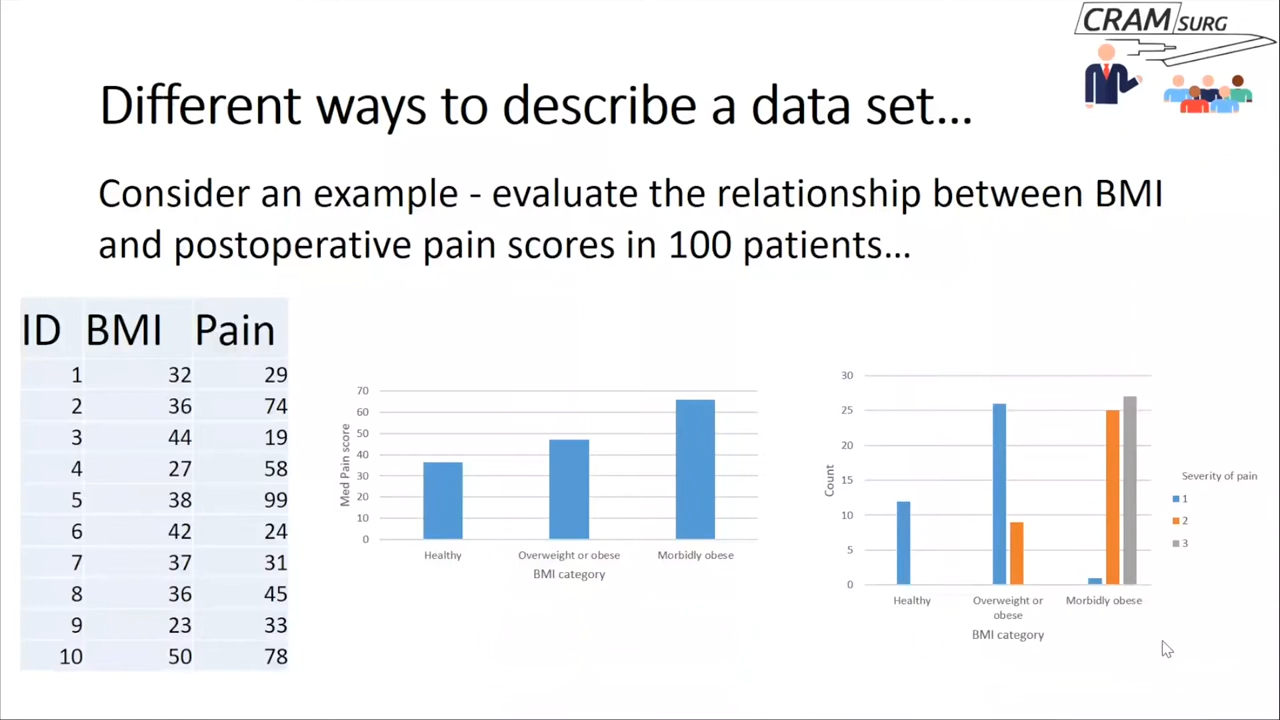 CRAM SURG
Different ways to describe a data set...
Consider an example - evaluate the relationship between BMI
and postoperative pain scores in 100 patients...
ID BMI Pain
1 32 29
2 36 74
3 44 19
4 27 58
5 38 99
6 42 24
7 37 31
8 36 45
9 23 33
10 50 78
Med Pain score
70
60
50
40
30
20
10
0
Healthy Overweight or obese Morbidly obese
BMI category
Count
30
25
20
15
10
5
0
Healthy Overweight or Morbidly obese
obese
BMI category
Severity of pain
1
2
3